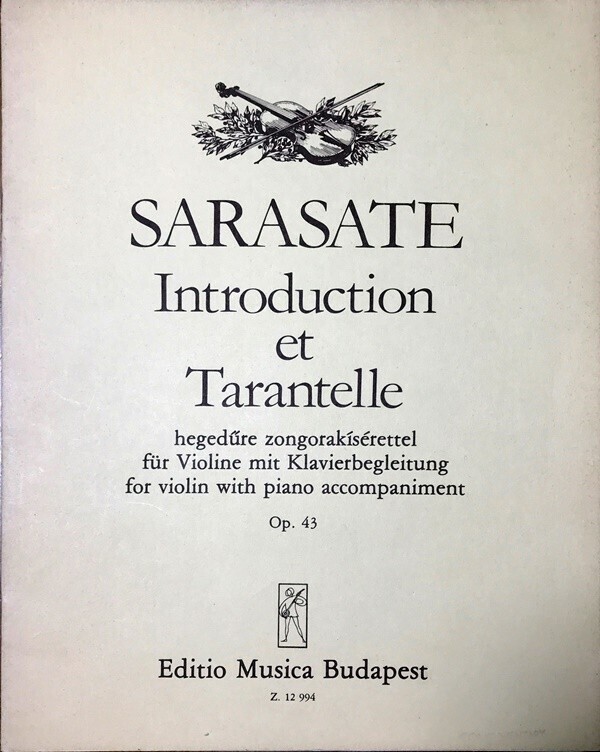 SARASATE
Introduction
et
Tarantelle
hegedűre zongorakísérettel
für Violine mit Klavierbegleitung
for violin with piano accompaniment
Op. 43
Editio Musica Budapest
Z. 12 994